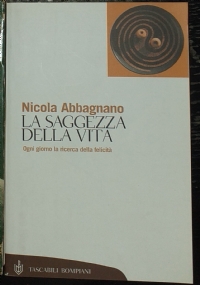 Nicola Abbagnano
LA SAGGEZZA
DELLA VITA
Ogni giorno la ricerca della felicità
TASCABILI BOMPIANI